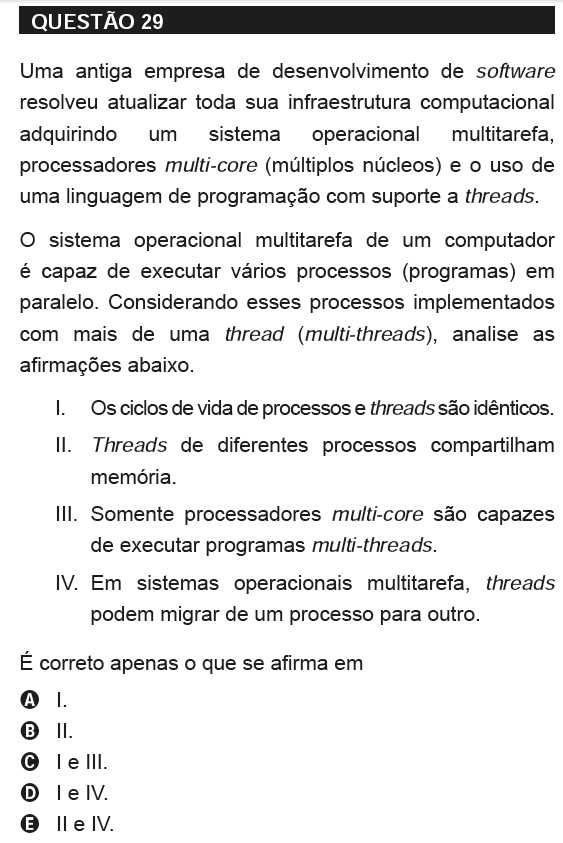 QUESTÃO 29
Uma antiga empresa de desenvolvimento de software
resolveu atualizar toda sua infraestrutura computacional
adquirindo um sistema operacional multitarefa,
processadores multi-core (múltiplos núcleos) e o uso de
uma linguagem de programação com suporte a threads.
O sistema operacional multitarefa de um computador
é capaz de executar vários processos (programas) em
paralelo. Considerando esses processos implementados
com mais de uma thread (multi-threads), analise as
afirmações abaixo.
I. Os ciclos de vida de processos e threads são idênticos.
II. Threads de diferentes processos compartilham
memória.
III. Somente processadores multi-core são capazes
de executar programas multi-threads.
IV. Em sistemas operacionais multitarefa, threads
podem migrar de um processo para outro.
É correto apenas o que se afirma em
A I.
B II.
C I e III.
D I e IV.
E II e IV.